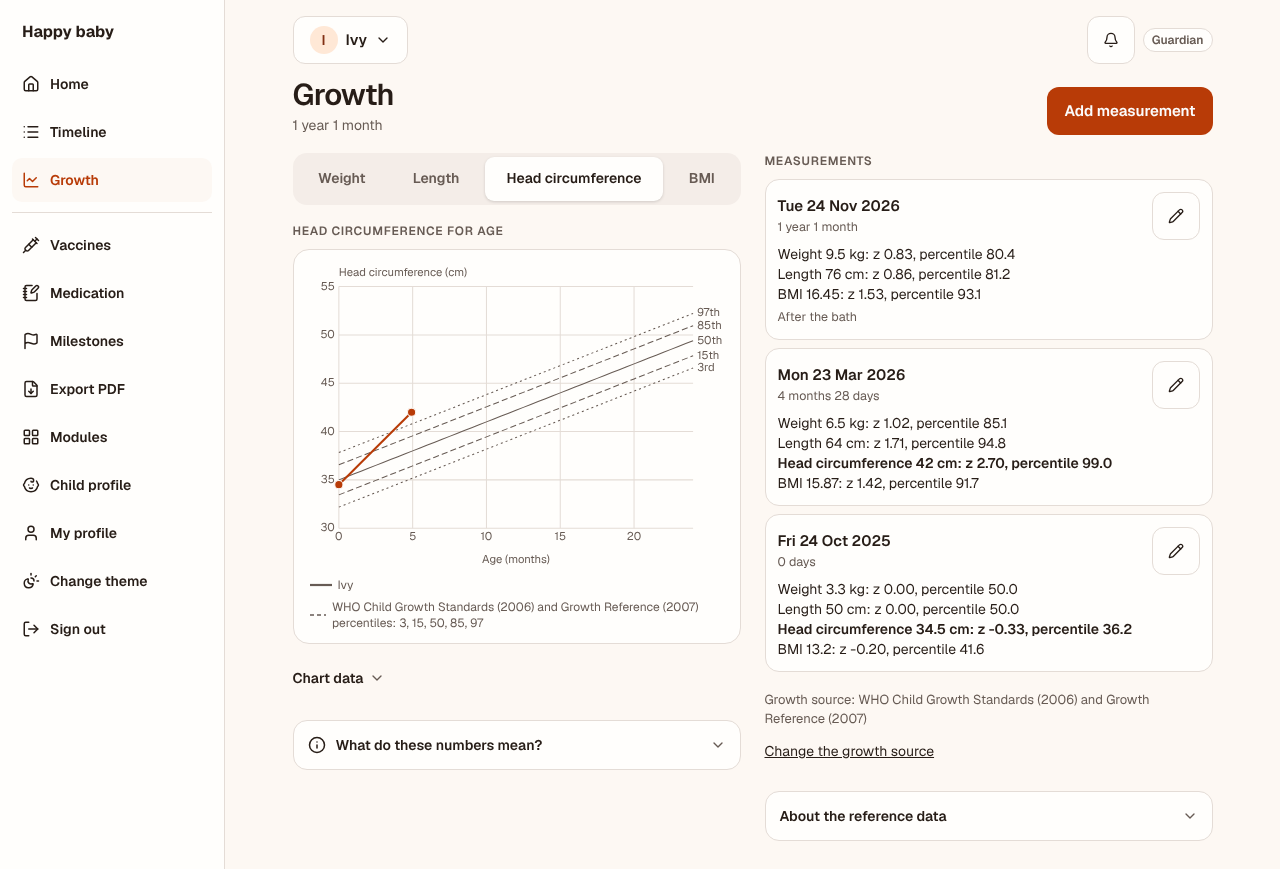 Happy baby
Home
Timeline
Growth
Vaccines
Medication
Milestones
Export PDF
Modules
Child profile
My profile
Change theme
Sign out
I Ivy
Guardian
Growth
1 year 1 month
Add measurement
Weight Length Head circumference BMI
HEAD CIRCUMFERENCE FOR AGE
Head circumference (cm)
55
50
45
40
35
30
97th
85th
50th
15th
3rd
0 5 10 15 20
Age (months)
Ivy
WHO Child Growth Standards (2006) and Growth Reference (2007)
percentiles: 3, 15, 50, 85, 97
Chart data
What do these numbers mean?
MEASUREMENTS
Tue 24 Nov 2026
1 year 1 month
Weight 9.5 kg: z 0.83, percentile 80.4
Length 76 cm: z 0.86, percentile 81.2
BMI 16.45: z 1.53, percentile 93.1
After the bath
Mon 23 Mar 2026
4 months 28 days
Weight 6.5 kg: z 1.02, percentile 85.1
Length 64 cm: z 1.71, percentile 94.8
Head circumference 42 cm: z 2.70, percentile 99.0
BMI 15.87: z 1.42, percentile 91.7
Fri 24 Oct 2025
0 days
Weight 3.3 kg: z 0.00, percentile 50.0
Length 50 cm: z 0.00, percentile 50.0
Head circumference 34.5 cm: z -0.33, percentile 36.2
BMI 13.2: z -0.20, percentile 41.6
Growth source: WHO Child Growth Standards (2006) and Growth
Reference (2007)
Change the growth source
About the reference data